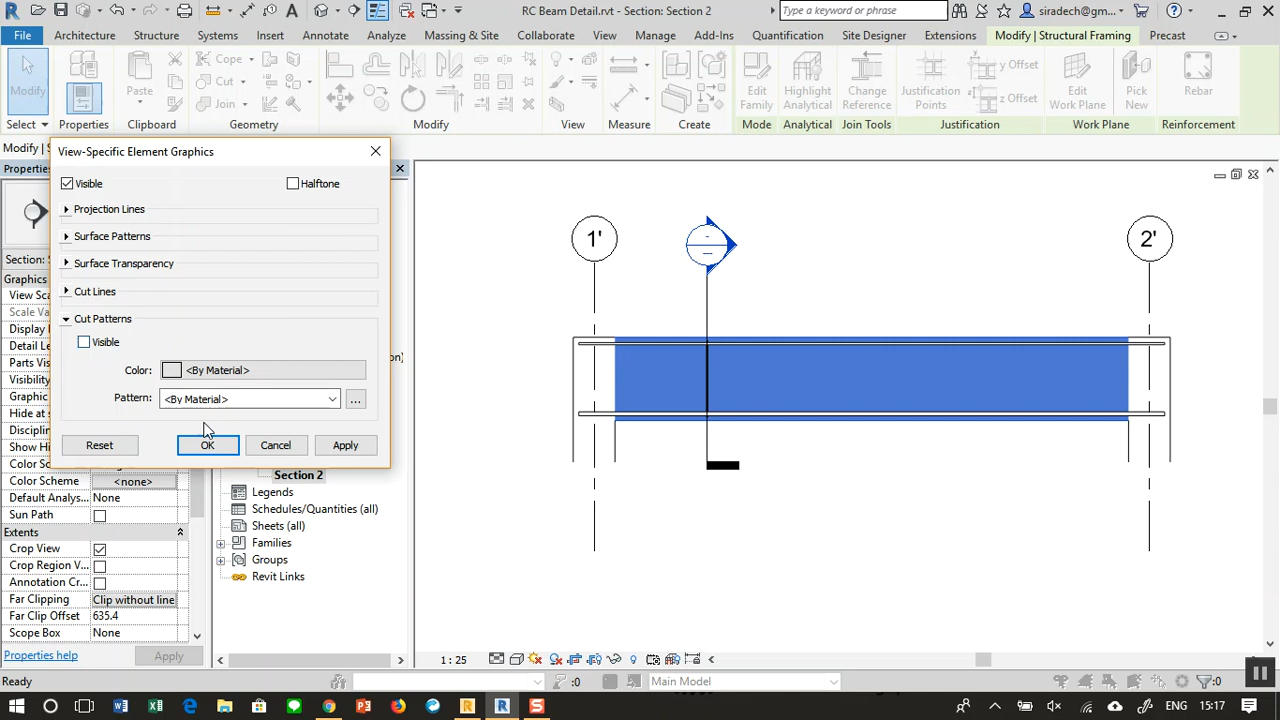 RC Beam Detail.rvt - Section: Section 2
Type a keyword or phrase
siradech@gm...
File Architecture Structure Systems Insert Annotate Analyze Massing & Site Collaborate View Manage Add-Ins Quantification Site Designer Extensions Modify | Structural Framing Precast
Modify
Paste
Cope
Cut
Join
Edit Family
Highlight Analytical
Change Reference
Justification Points
y Offset
z Offset
Edit Work Plane
Pick New
Rebar
Select Properties Clipboard Geometry Modify View Measure Create Mode Analytical Join Tools Justification Work Plane Reinforcement
Modify | S
Properties
View-Specific Element Graphics
Visible
Halftone
Projection Lines
Surface Patterns
Surface Transparency
Cut Lines
Cut Patterns
Visible
Color: <By Material>
Pattern: <By Material>
...
Reset OK Cancel Apply
Section:
Graphics
View Sca
Scale Va
Display
Detail Le
Parts Vis
Visibility
Graphic
Hide at s
Display
Show Hi
Color Sc
Color Scheme <none>
Default Analys... None
Sun Path
Extents
Crop View
Crop Region V...
Annotation Cr...
Far Clipping Clip without line
Far Clip Offset 635.4
Scope Box None
Properties help Apply
on)
Section 2
Legends
Schedules/Quantities (all)
Sheets (all)
Families
Groups
Revit Links
1'
-
2'
1 : 25
Ready
:0
Main Model
:0
15:17